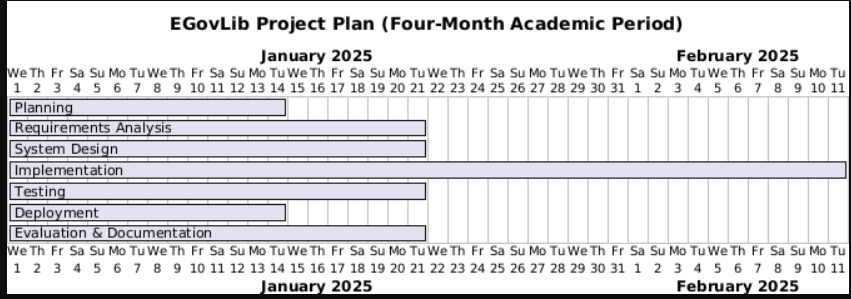 EGovLib Project Plan (Four-Month Academic Period)
January 2025 February 2025
We Th Fr Sa Su Mo Tu We Th Fr Sa Su Mo Tu We Th Fr Sa Su Mo Tu We Th Fr Sa Su Mo Tu We Th Fr Sa Su Mo Tu We Th Fr Sa Su Mo Tu
1 2 3 4 5 6 7 8 9 10 11 12 13 14 15 16 17 18 19 20 21 22 23 24 25 26 27 28 29 30 31 1 2 3 4 5 6 7 8 9 10 11
Planning
Requirements Analysis
System Design
Implementation
Testing
Deployment
Evaluation & Documentation
We Th Fr Sa Su Mo Tu We Th Fr Sa Su Mo Tu We Th Fr Sa Su Mo Tu We Th Fr Sa Su Mo Tu We Th Fr Sa Su Mo Tu We Th Fr Sa Su Mo Tu
1 2 3 4 5 6 7 8 9 10 11 12 13 14 15 16 17 18 19 20 21 22 23 24 25 26 27 28 29 30 31 1 2 3 4 5 6 7 8 9 10 11
January 2025 February 2025